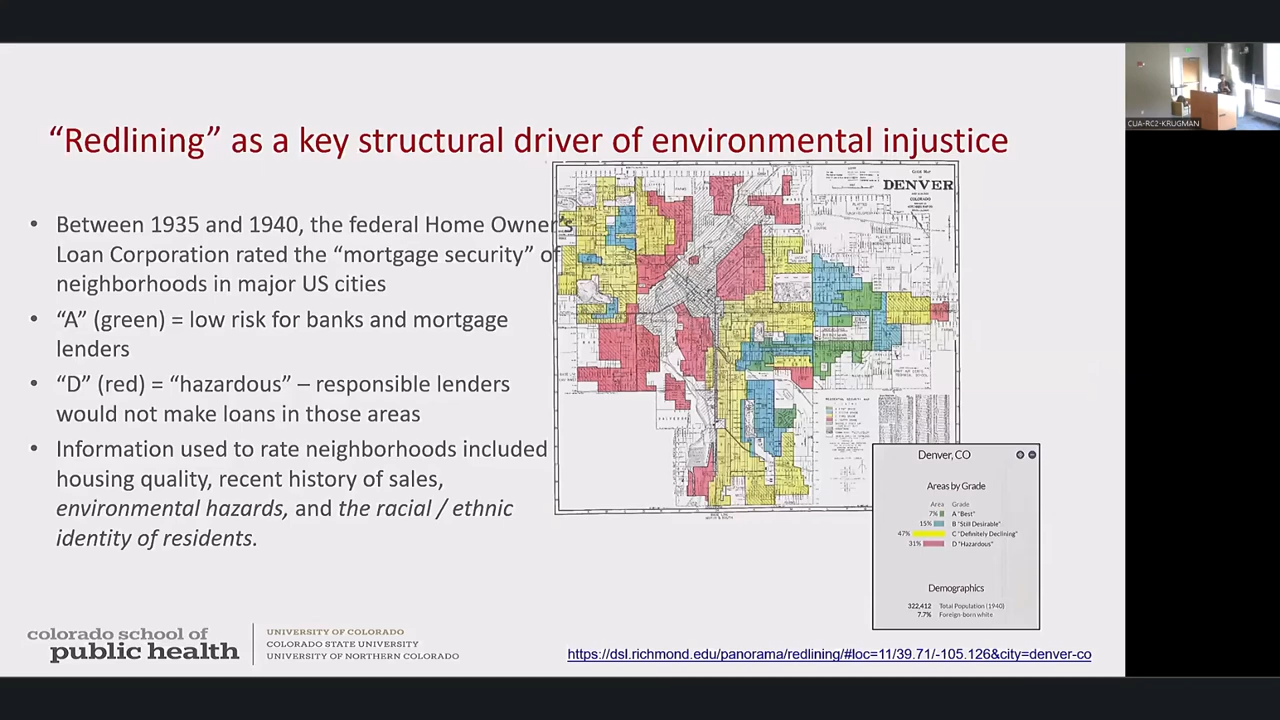 CUA-RC2-KRUGMAN
“Redlining” as a key structural driver of environmental injustice
• Between 1935 and 1940, the federal Home Owner’s
Loan Corporation rated the “mortgage security” of
neighborhoods in major US cities
• “A” (green) = low risk for banks and mortgage
lenders
• “D” (red) = “hazardous” – responsible lenders
would not make loans in those areas
• Information used to rate neighborhoods included
housing quality, recent history of sales,
environmental hazards, and the racial / ethnic
identity of residents.
DENVER
COLORADO
Denver, CO
Areas by Grade
Area Grade
7% A "Best"
15% B "Still Desirable"
47% C "Definitely Declining"
31% D "Hazardous"
Demographics
322,412 Total Population (1940)
7.7% Foreign-born white
colorado school of
public health
UNIVERSITY OF COLORADO
COLORADO STATE UNIVERSITY
UNIVERSITY OF NORTHERN COLORADO
https://dsl.richmond.edu/panorama/redlining/#loc=11/39.71/-105.126&city=denver-co